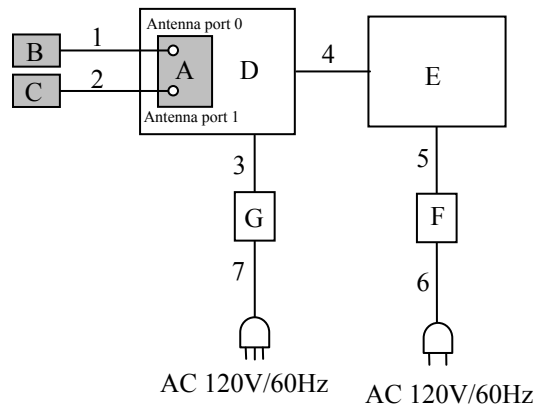 Antenna port 0
B
1
A
D
4
E
C
2
Antenna port 1
3
5
G
F
7
6
AC 120V/60Hz
AC 120V/60Hz